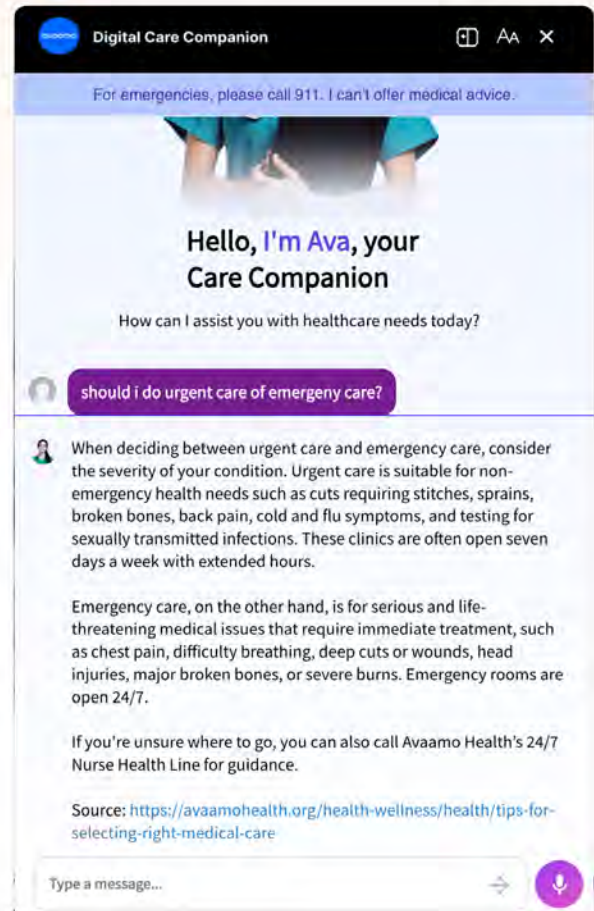 avaamo
Digital Care Companion
AA
For emergencies, please call 911. I can't offer medical advice.
Hello, I'm Ava, your
Care Companion
How can I assist you with healthcare needs today?
should i do urgent care of emergeny care?
When deciding between urgent care and emergency care, consider
the severity of your condition. Urgent care is suitable for non-
emergency health needs such as cuts requiring stitches, sprains,
broken bones, back pain, cold and flu symptoms, and testing for
sexually transmitted infections. These clinics are often open seven
days a week with extended hours.
Emergency care, on the other hand, is for serious and life-
threatening medical issues that require immediate treatment, such
as chest pain, difficulty breathing, deep cuts or wounds, head
injuries, major broken bones, or severe burns. Emergency rooms are
open 24/7.
If you're unsure where to go, you can also call Avaamo Health's 24/7
Nurse Health Line for guidance.
Source: https://avaamohealth.org/health-wellness/health/tips-for-
selecting-right-medical-care
Type a message...